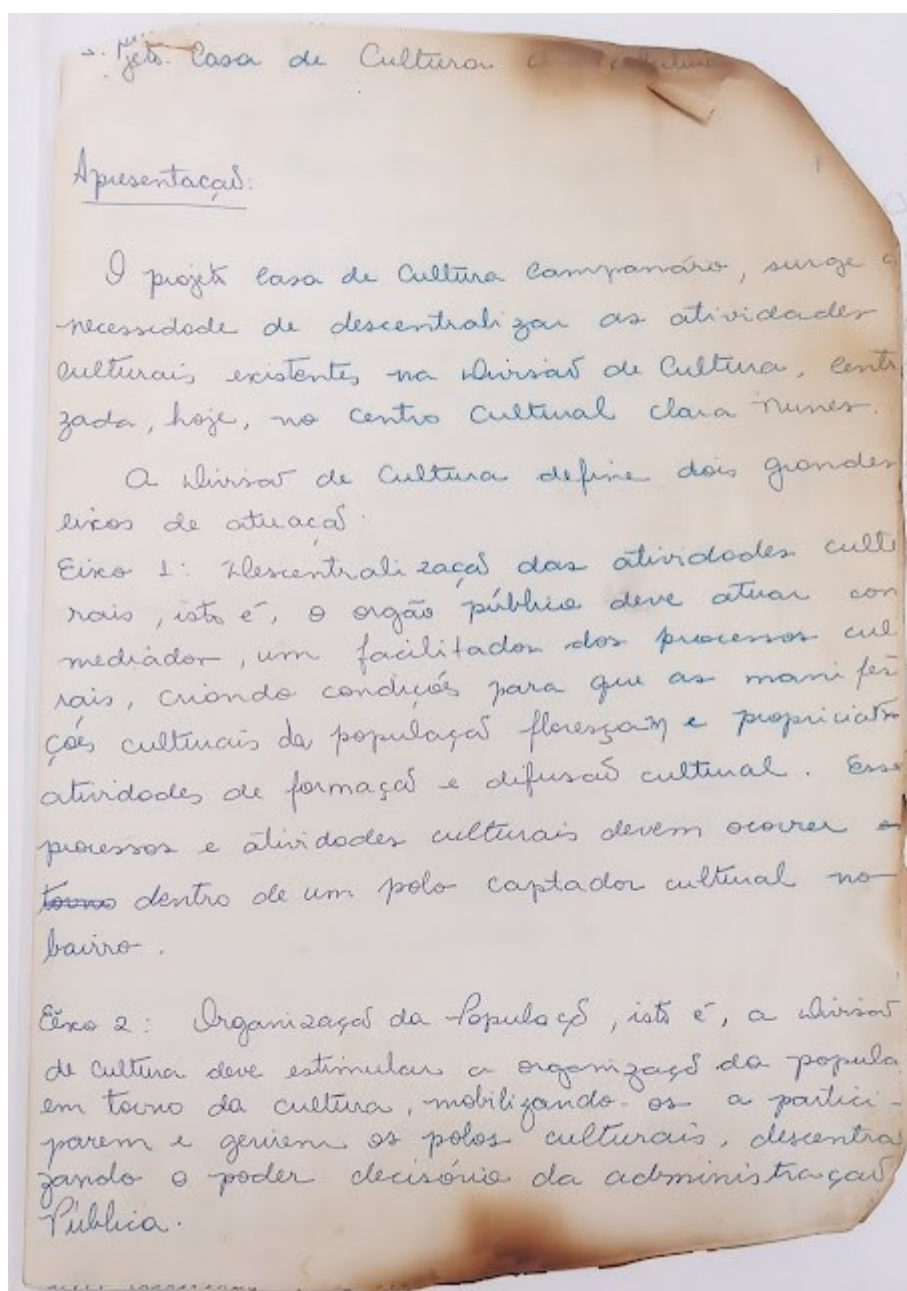 jeto Casa de Cultura
1
Apresentação:
O projeto Casa de Cultura Campanário, surge
necessidade de descentralizar as atividades
culturais existentes na Divisão de Cultura, centr
zada, hoje, no Centro Cultural Clara Nunes.
A Divisão de Cultura define dois grandes
eixos de atuação.
Eixo 1: Descentralização das atividades cultu
rais, isto é, o orgão público deve atuar com
mediador, um facilitador dos processos cul
rais, criando condições para que as manifes
ções culturais da população floresçam e propiciam
atividades de formação e difusão cultural. Esse
processos e atividades culturais devem ocorrer
torno dentro de um polo captador cultural no
bairro.
Eixo 2: Organização da População, isto é, a Divisão
de cultura deve estimular a organização da popula
em torno da cultura, mobilizando-os a partici-
parem e gerirem os polos culturais, descentra
zando o poder decisório da administração
Pública.